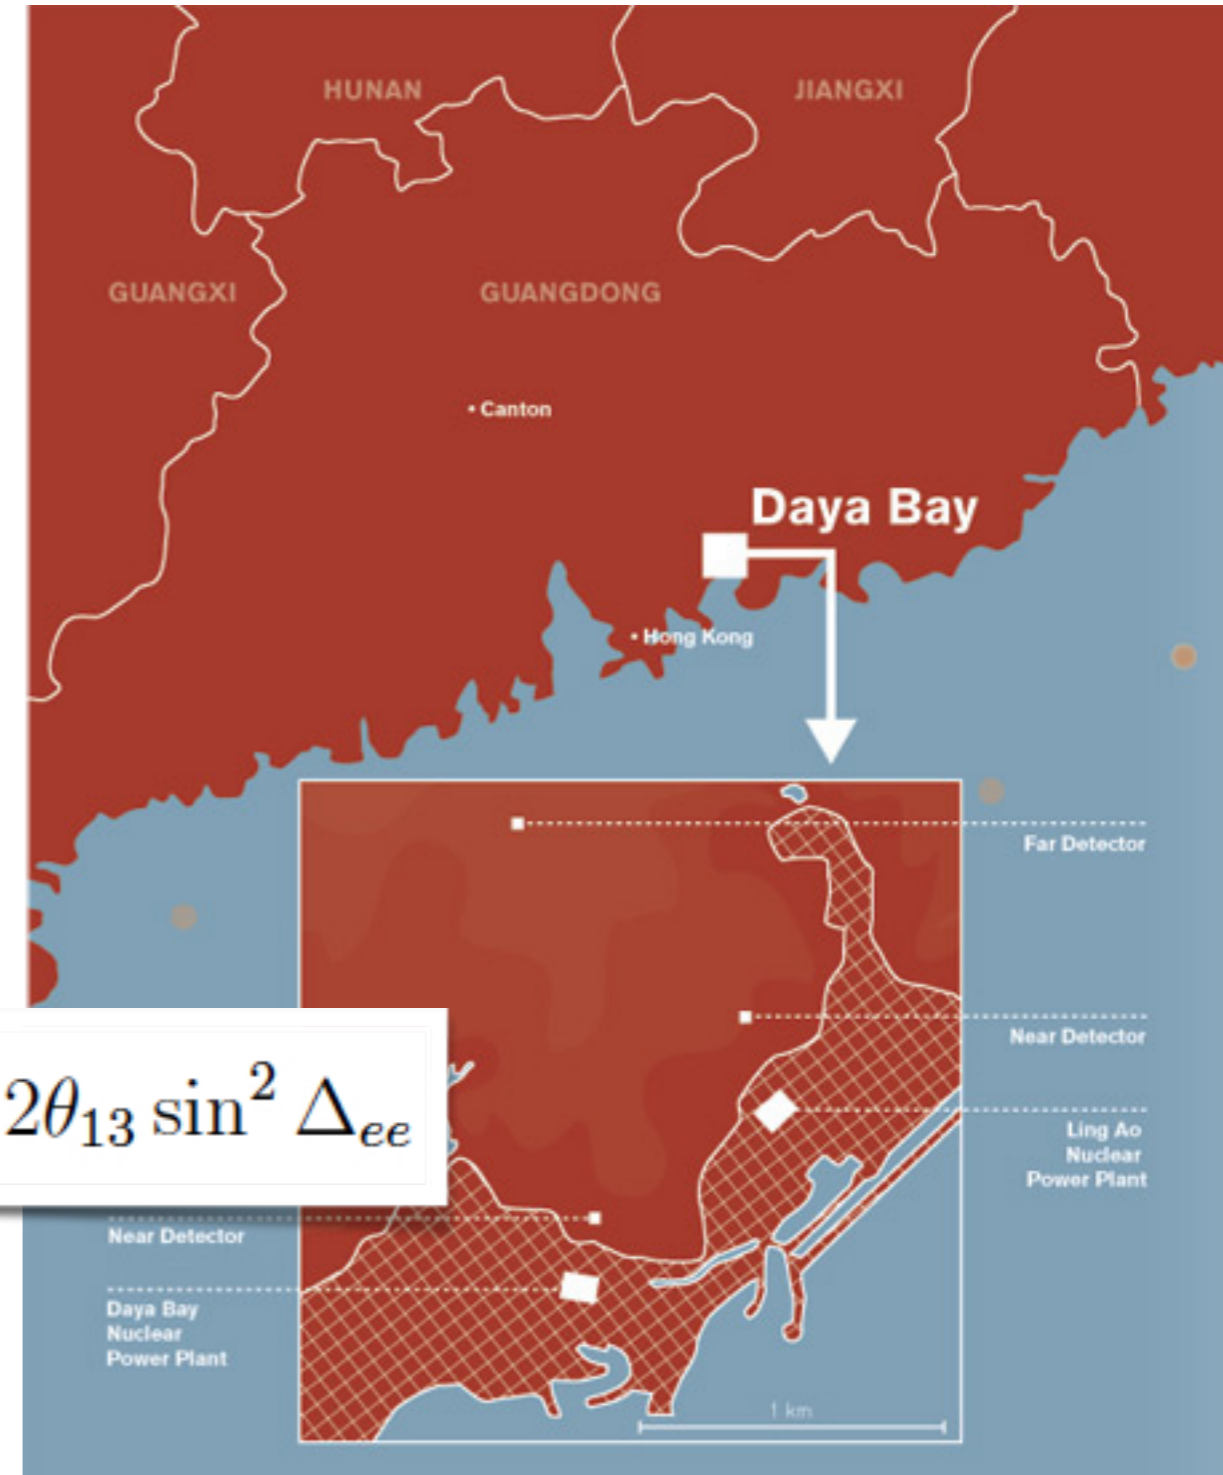 HUNAN
JIANGXI
GUANGXI
GUANGDONG
• Canton
Daya Bay
• Hong Kong
Far Detector
Near Detector
2θ₁₃ sin² Δₑₑ
Ling Ao
Nuclear
Power Plant
Near Detector
Daya Bay
Nuclear
Power Plant
1 km